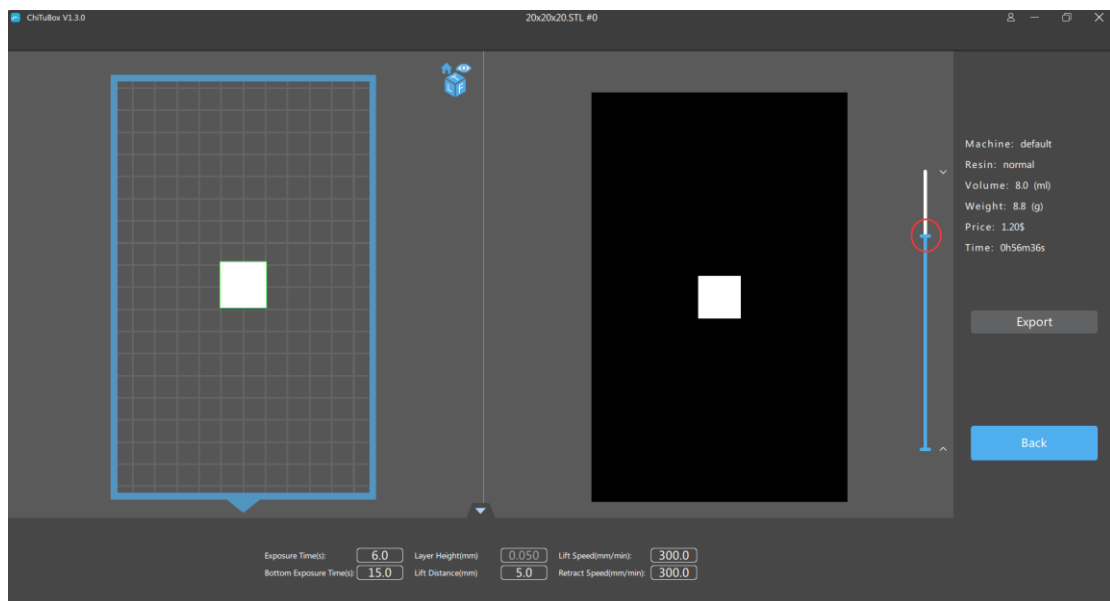 ChiTuBox V1.3.0
20x20x20.STL #0
T
L F
Machine: default
Resin: normal
Volume: 8.0 (ml)
Weight: 8.8 (g)
Price: 1.20$
Time: 0h56m36s
Export
Back
Exposure Time(s): 6.0 Layer Height(mm) 0.050 Lift Speed(mm/min): 300.0
Bottom Exposure Time(s): 15.0 Lift Distance(mm) 5.0 Retract Speed(mm/min): 300.0